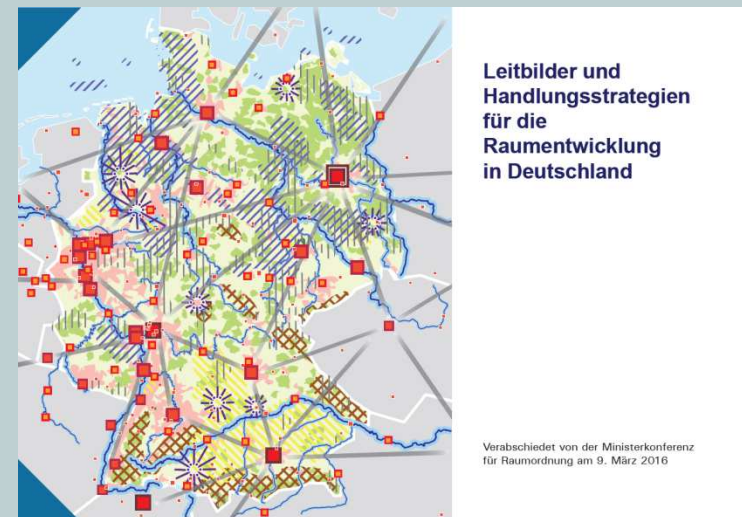 Leitbilder und
Handlungsstrategien
für die
Raumentwicklung
in Deutschland
Verabschiedet von der Ministerkonferenz
für Raumordnung am 9. März 2016